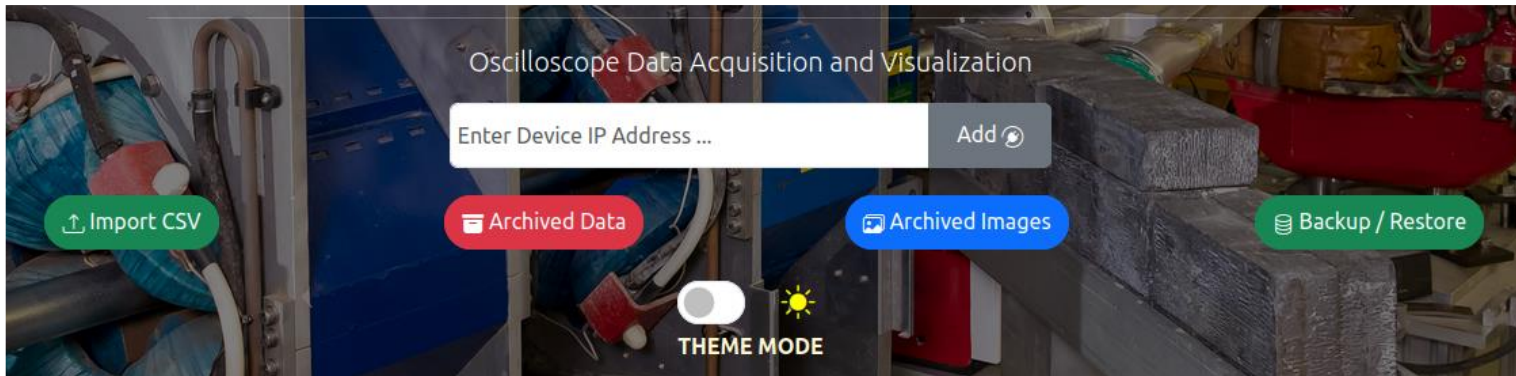 Oscilloscope Data Acquisition and Visualization
Enter Device IP Address ...
Add
Import CSV
Archived Data
Archived Images
Backup / Restore
THEME MODE